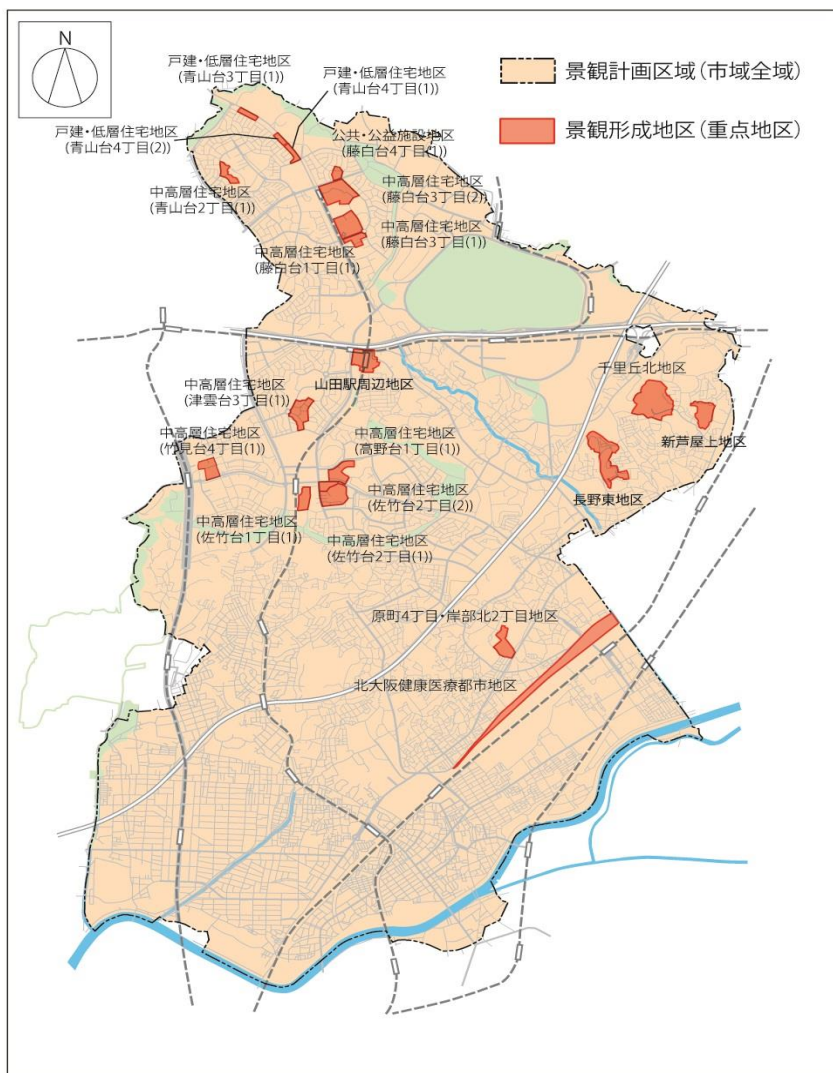 N
景観計画区域(市域全域)
景観形成地区(重点地区)
戸建・低層住宅地区
(青山台3丁目(1))
戸建・低層住宅地区
(青山台4丁目(1))
戸建・低層住宅地区
(青山台4丁目(2))
公共・公益施設地区
(藤白台4丁目(1))
中高層住宅地区
(青山台2丁目(1))
中高層住宅地区
(藤白台3丁目(2))
中高層住宅地区
(藤白台3丁目(1))
中高層住宅地区
(藤白台1丁目(1))
千里丘北地区
山田駅周辺地区
中高層住宅地区
(津雲台3丁目(1))
新芦屋上地区
中高層住宅地区
(竹見台4丁目(1))
中高層住宅地区
(高野台1丁目(1))
長野東地区
中高層住宅地区
(佐竹台2丁目(2))
中高層住宅地区
(佐竹台1丁目(1))
中高層住宅地区
(佐竹台2丁目(1))
原町4丁目・岸部北2丁目地区
北大阪健康医療都市地区